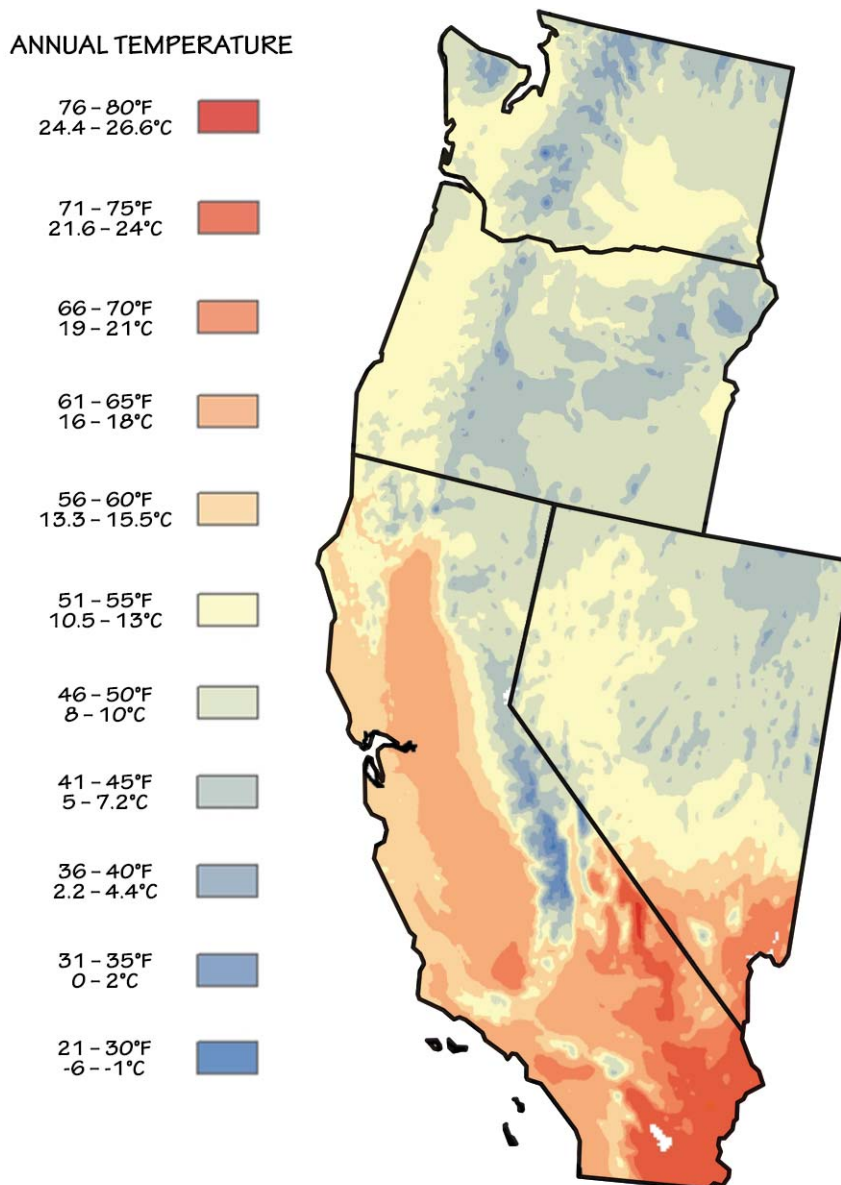 ANNUAL TEMPERATURE
76 – 80°F
24.4 – 26.6°C
71 – 75°F
21.6 – 24°C
66 – 70°F
19 – 21°C
61 – 65°F
16 – 18°C
56 – 60°F
13.3 – 15.5°C
51 – 55°F
10.5 – 13°C
46 – 50°F
8 – 10°C
41 – 45°F
5 – 7.2°C
36 – 40°F
2.2 – 4.4°C
31 – 35°F
0 – 2°C
21 – 30°F
-6 – -1°C